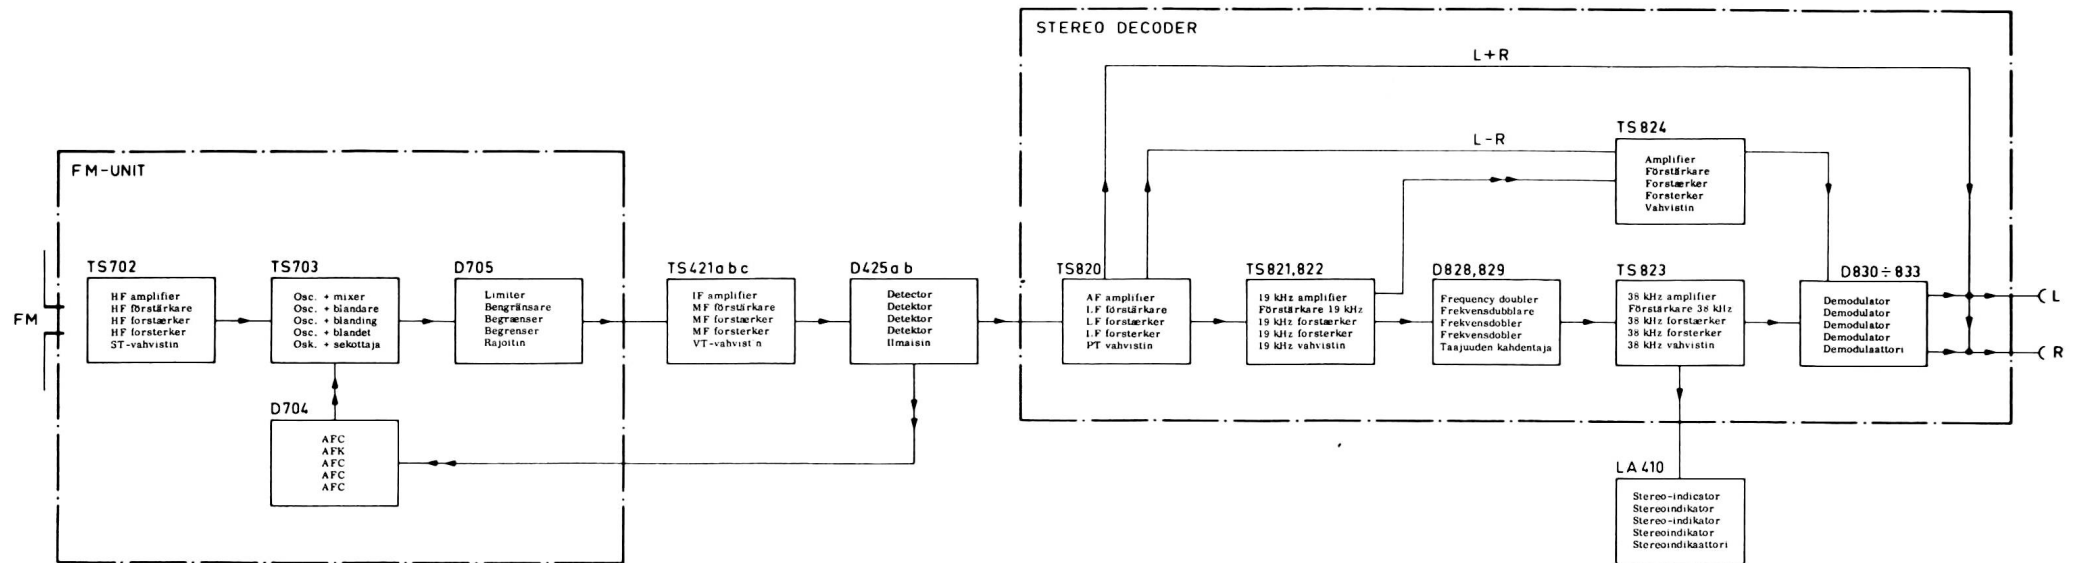 STEREO DECODER
L+R
TS824
L-R
Amplifier
Förstärkare
Forstærker
Forsterker
Vahvistin
FM-UNIT
TS702
HF amplifier
HF förstärkare
HF forstærker
HF forsterker
ST-vahvistin
FM
TS703
Osc. + mixer
Osc. + blandare
Osc. + blanding
Osc. + blandet
Osk. + sekottaja
D705
Limiter
Bengränsare
Begrænser
Begrenser
Rajoitin
TS421abc
IF amplifier
MF förstärkare
MF forstærker
MF forsterker
VT-vahvistin
D425ab
Detector
Detektor
Detektor
Detektor
Ilmaisin
TS820
AF amplifier
LF förstärkare
LF forstærker
LF forsterker
PT vahvistin
TS821,822
19 kHz amplifier
Förstärkare 19 kHz
19 kHz forstærker
19 kHz forsterker
19 kHz vahvistin
D828,829
Frequency doubler
Frekvensdubblare
Frekvensdobler
Frekvensdobler
Taajuuden kahdentaja
TS823
38 kHz amplifier
Förstärkare 38 kHz
38 kHz forstærker
38 kHz forsterker
38 kHz vahvistin
D830÷833
Demodulator
Demodulator
Demodulator
Demodulator
Demodulaattori
L
R
D704
AFC
AFK
AFC
AFC
AFC
LA410
Stereo-indicator
Stereoindikator
Stereo-indikator
Stereoindikator
Stereoindikaattori